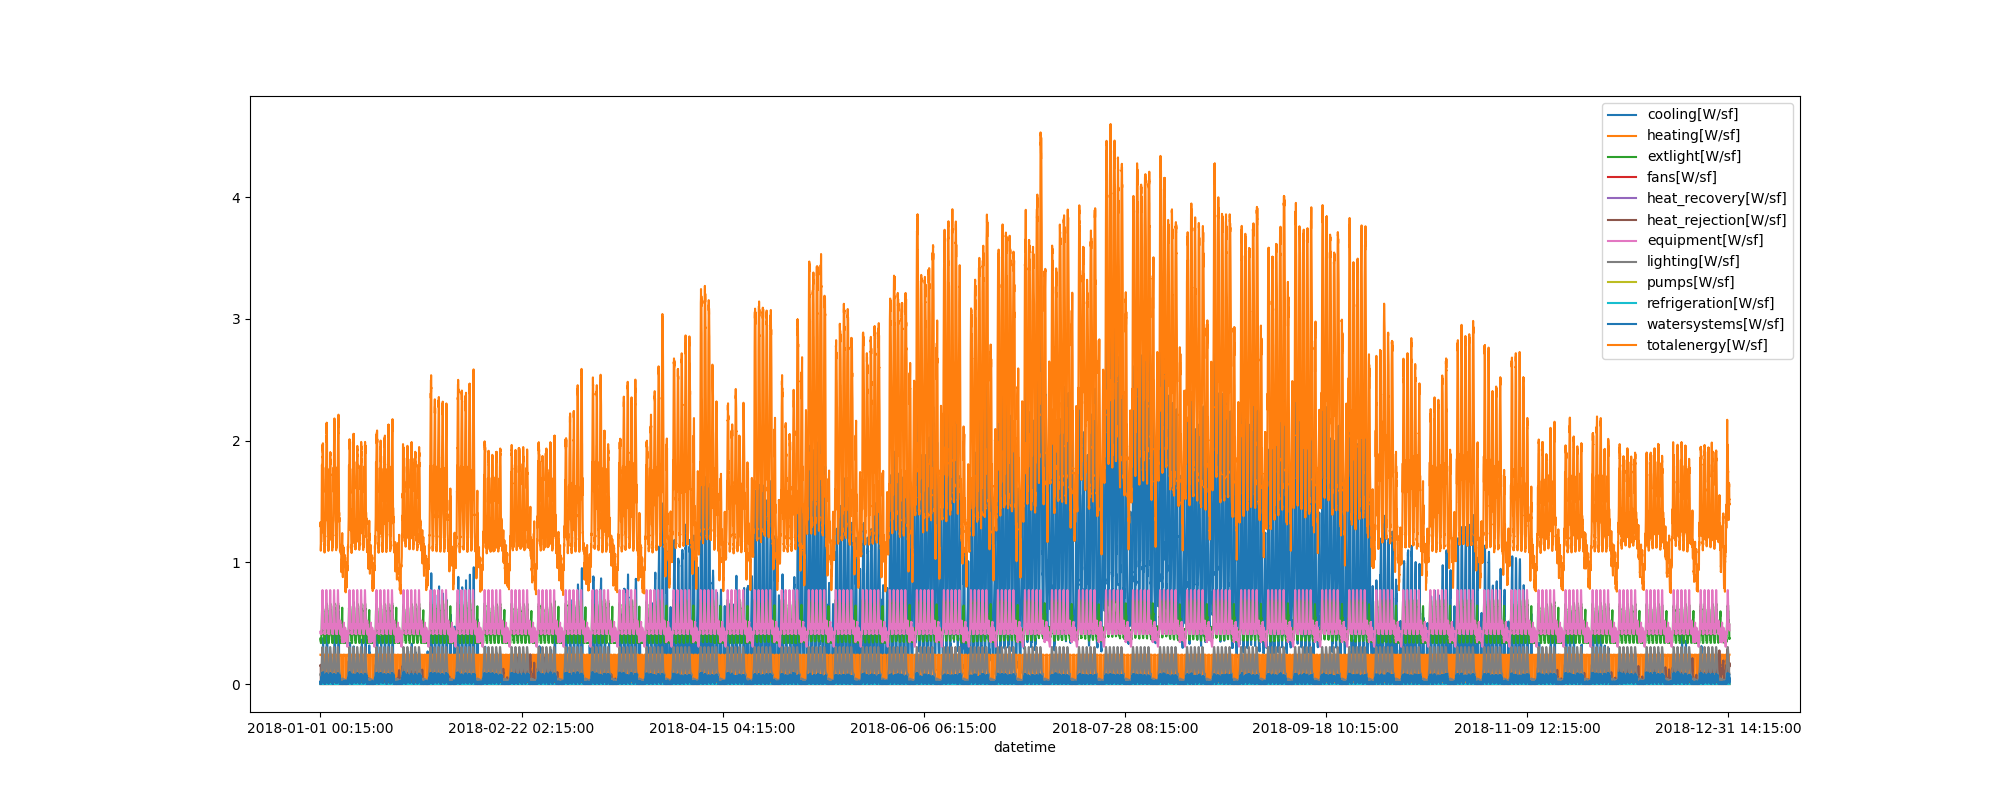 cooling[W/sf]
heating[W/sf]
extlight[W/sf]
fans[W/sf]
heat_recovery[W/sf]
heat_rejection[W/sf]
equipment[W/sf]
lighting[W/sf]
pumps[W/sf]
refrigeration[W/sf]
watersystems[W/sf]
totalenergy[W/sf]
4
3
2
1
0
2018-01-01 00:15:00 2018-02-22 02:15:00 2018-04-15 04:15:00 2018-06-06 06:15:00 2018-07-28 08:15:00 2018-09-18 10:15:00 2018-11-09 12:15:00 2018-12-31 14:15:00
datetime